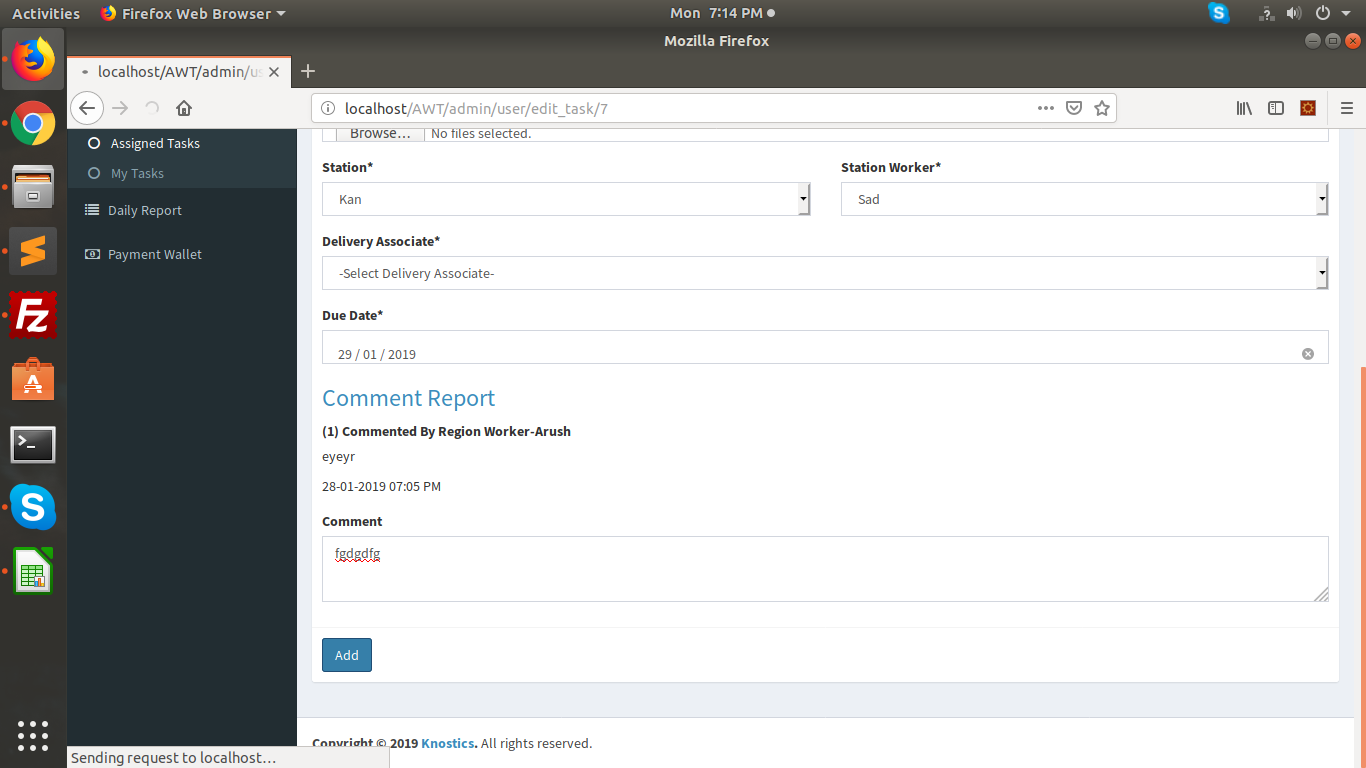 Activities
Firefox Web Browser
Mon 7:14 PM
Mozilla Firefox
localhost/AWT/admin/us
localhost/AWT/admin/user/edit_task/7
Assigned Tasks
My Tasks
Daily Report
Payment Wallet
Browse... No files selected.
Station* Station Worker*
Kan Sad
Delivery Associate*
-Select Delivery Associate-
Due Date*
29 / 01 / 2019
Comment Report
(1) Commented By Region Worker-Arush
eyeyr
28-01-2019 07:05 PM
Comment
fgdgdfg
Add
Copyright © 2019 Knostics. All rights reserved.
Sending request to localhost…